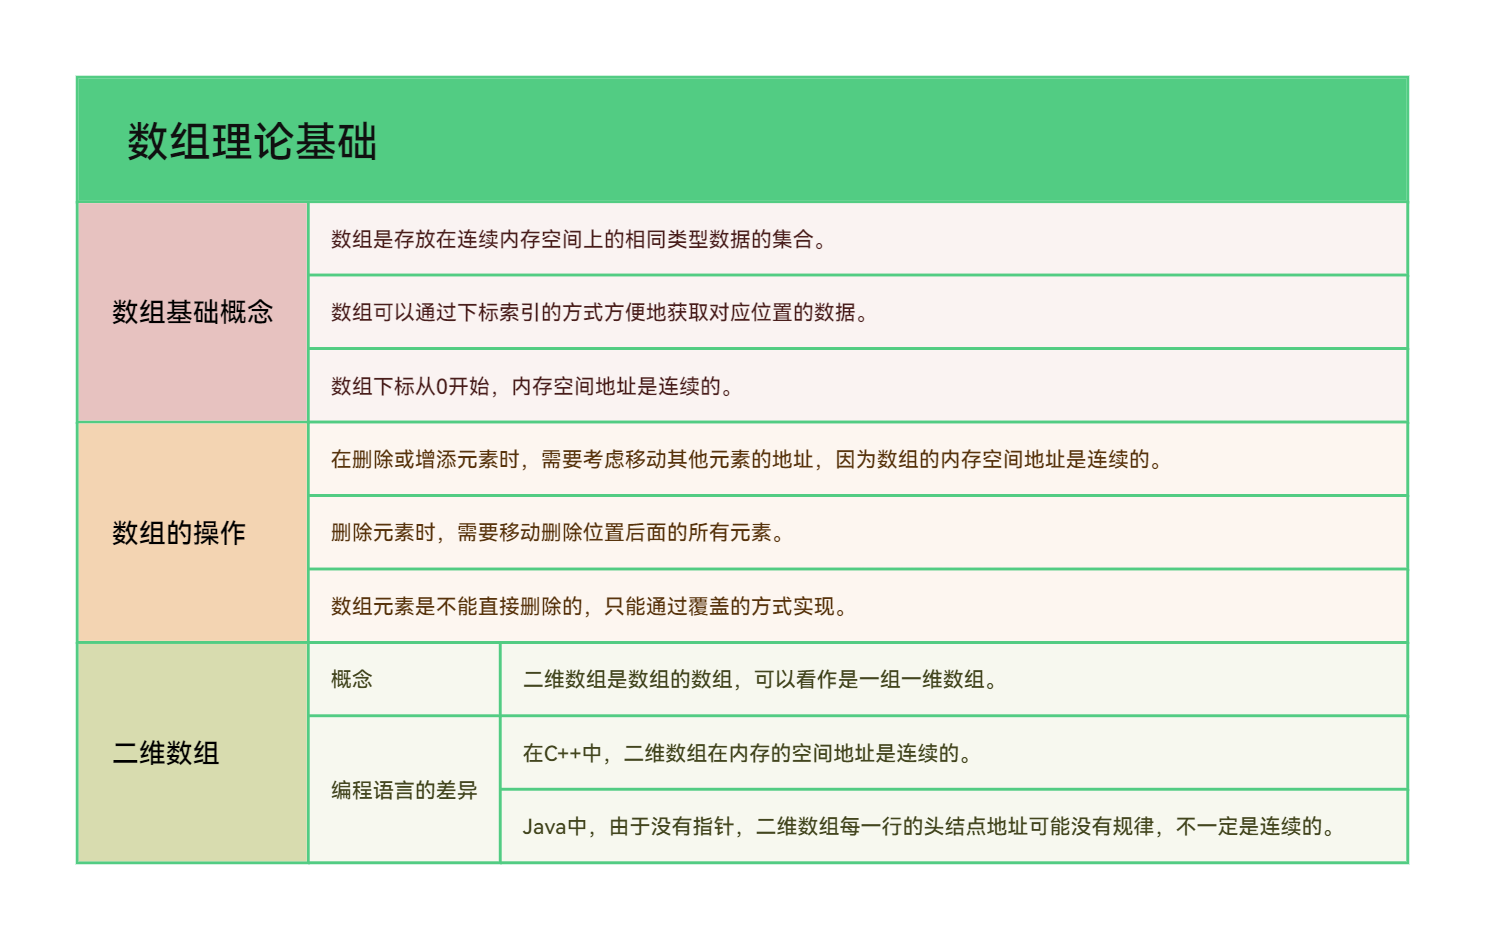 数组理论基础
数组基础概念
数组是存放在连续内存空间上的相同类型数据的集合。
数组可以通过下标索引的方式方便地获取对应位置的数据。
数组下标从0开始，内存空间地址是连续的。
数组的操作
在删除或增添元素时，需要考虑移动其他元素的地址，因为数组的内存空间地址是连续的。
删除元素时，需要移动删除位置后面的所有元素。
数组元素是不能直接删除的，只能通过覆盖的方式实现。
二维数组
概念
二维数组是数组的数组，可以看作是一组一维数组。
编程语言的差异
在C++中，二维数组在内存的空间地址是连续的。
Java中，由于没有指针，二维数组每一行的头结点地址可能没有规律，不一定是连续的。